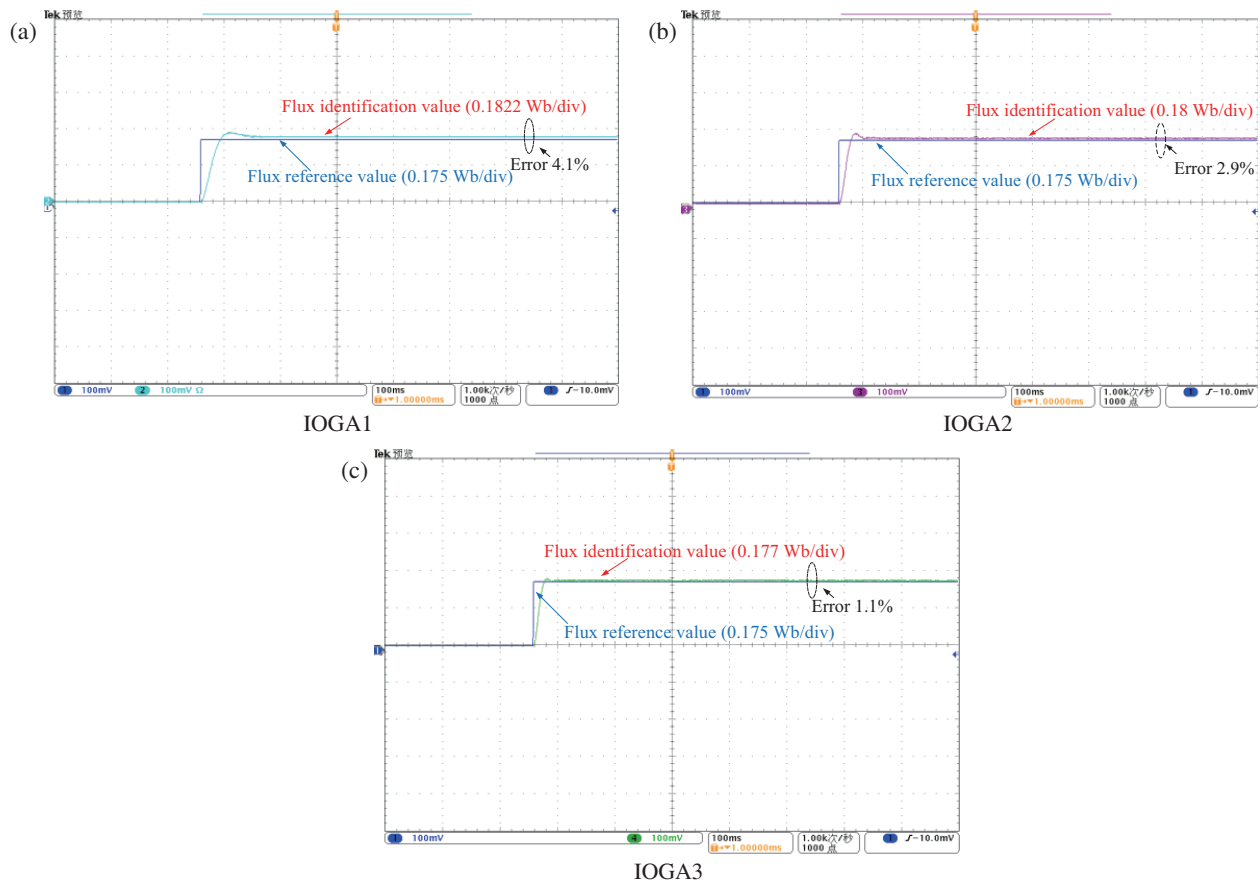 (a)
Tek 预览
Flux identification value (0.1822 Wb/div)
Error 4.1%
Flux reference value (0.175 Wb/div)
1 100mV 2 100mV Ω 100ms 1.00k次/秒 1 -10.0mV
1.00000ms 1000 点
IOGA1
(b)
Tek 预览
Flux identification value (0.18 Wb/div)
Error 2.9%
Flux reference value (0.175 Wb/div)
1 100mV 3 100mV 100ms 1.00k次/秒 1 -10.0mV
1.00000ms 1000 点
IOGA2
(c)
Tek 预览
Flux identification value (0.177 Wb/div)
Error 1.1%
Flux reference value (0.175 Wb/div)
1 100mV 4 100mV 100ms 1.00k次/秒 1 -10.0mV
1.00000ms 1000 点
IOGA3